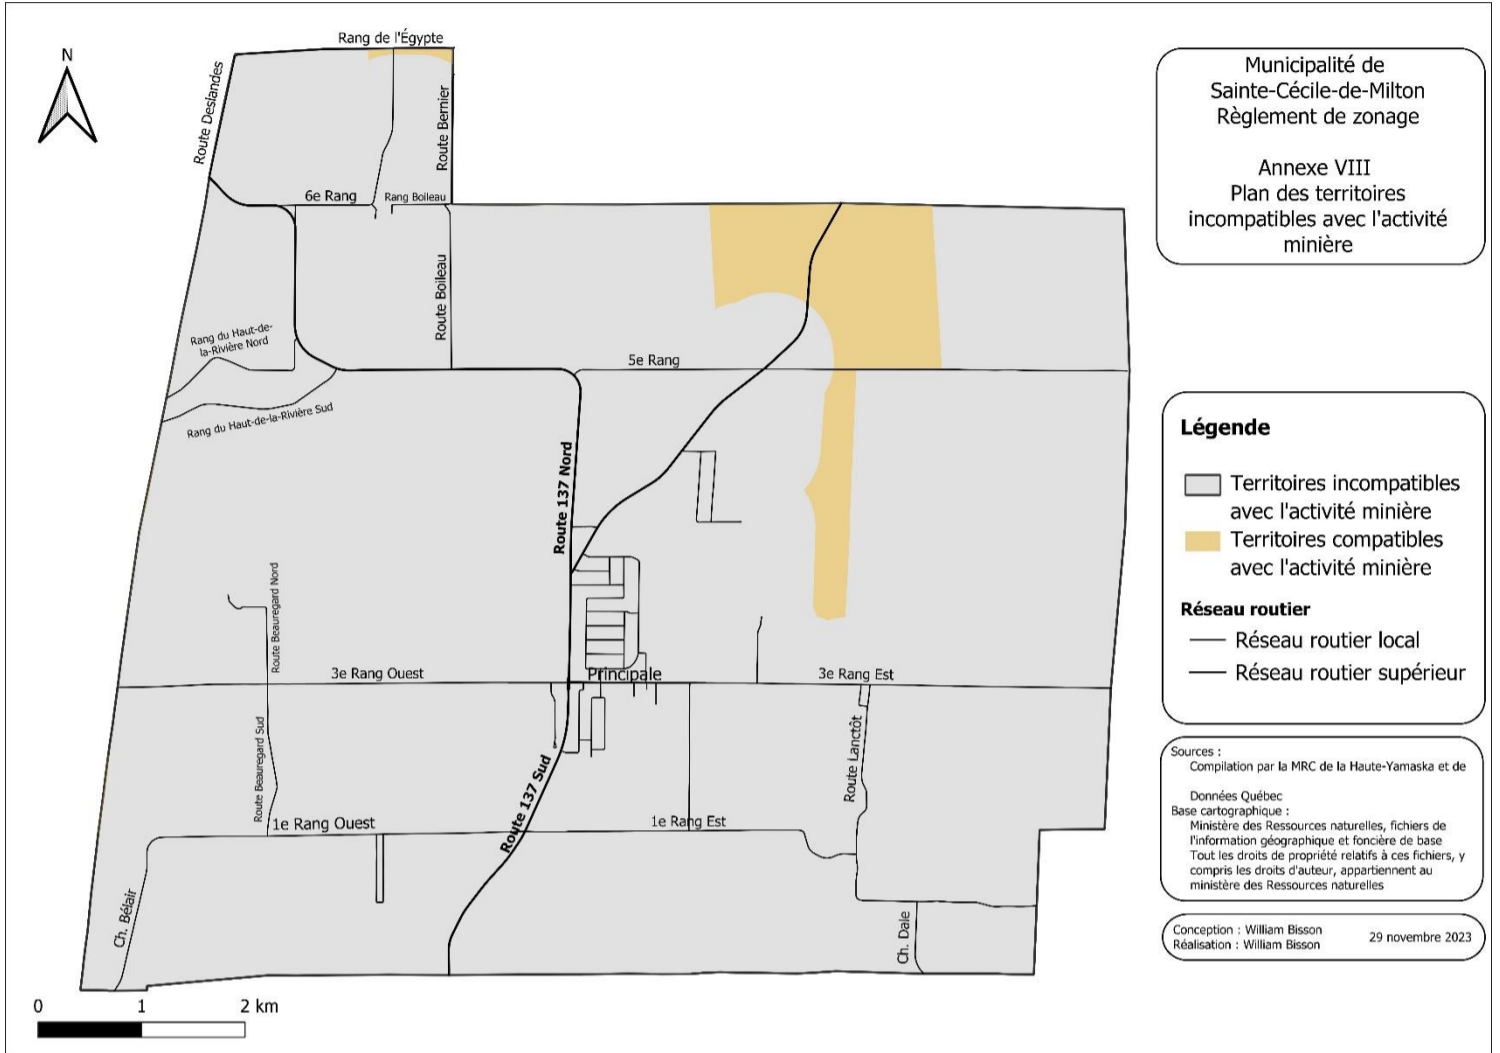 Municipalité de
Sainte-Cécile-de-Milton
Règlement de zonage
Annexe VIII
Plan des territoires
incompatibles avec l'activité
minière
N
Rang de l'Égypte
Route Deslandes
Route Bernier
6e Rang
Rang Boileau
Route Boileau
Rang du Haut-de-
la-Rivière Nord
Rang du Haut-de-la-Rivière Sud
5e Rang
Route 137 Nord
Route Beauregard Nord
3e Rang Ouest
Principale
3e Rang Est
Route Beauregard Sud
Route 137 Sud
Route Lanctôt
1e Rang Ouest
1e Rang Est
Ch. Bélair
Ch. Dale
0 1 2 km
Légende
Territoires incompatibles
avec l'activité minière
Territoires compatibles
avec l'activité minière
Réseau routier
Réseau routier local
Réseau routier supérieur
Sources :
Compilation par la MRC de la Haute-Yamaska et de
Données Québec
Base cartographique :
Ministère des Ressources naturelles, fichiers de
l'information géographique et foncière de base
Tout les droits de propriété relatifs à ces fichiers, y
compris les droits d'auteur, appartiennent au
ministère des Ressources naturelles
Conception : William Bisson
Réalisation : William Bisson
29 novembre 2023